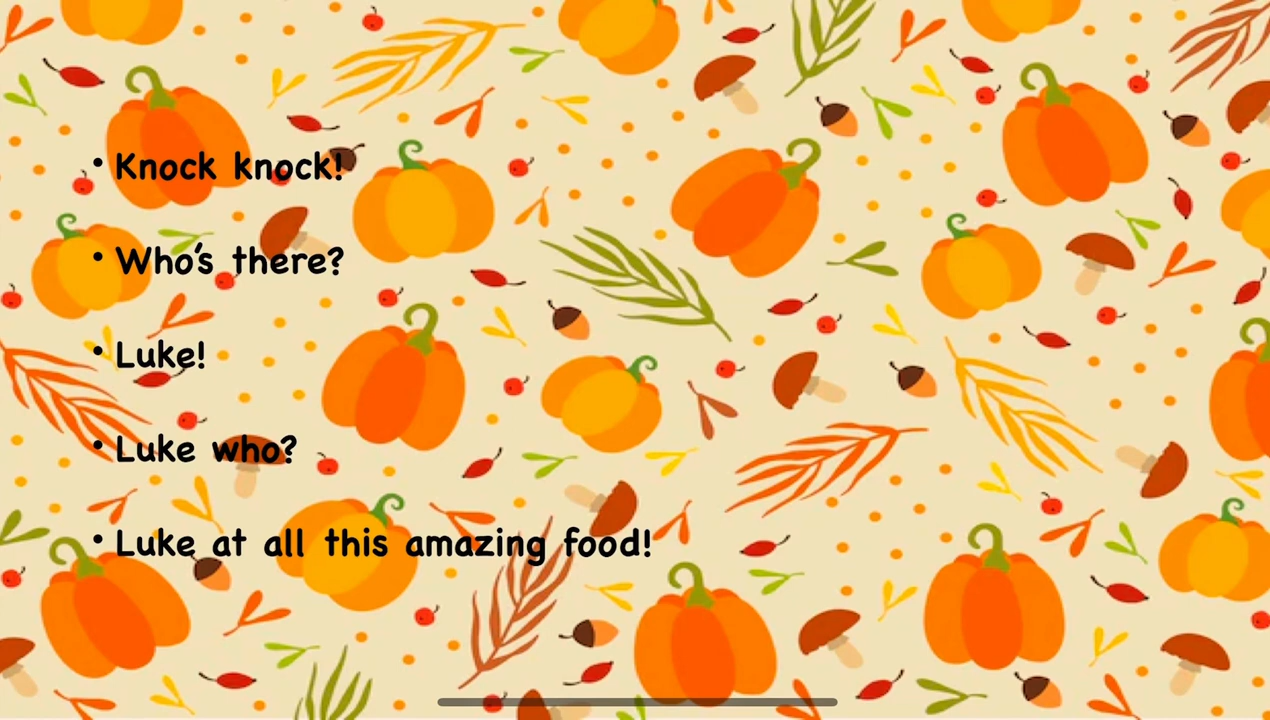 • Knock knock!
• Who's there?
• Luke!
• Luke who?
• Luke at all this amazing food!